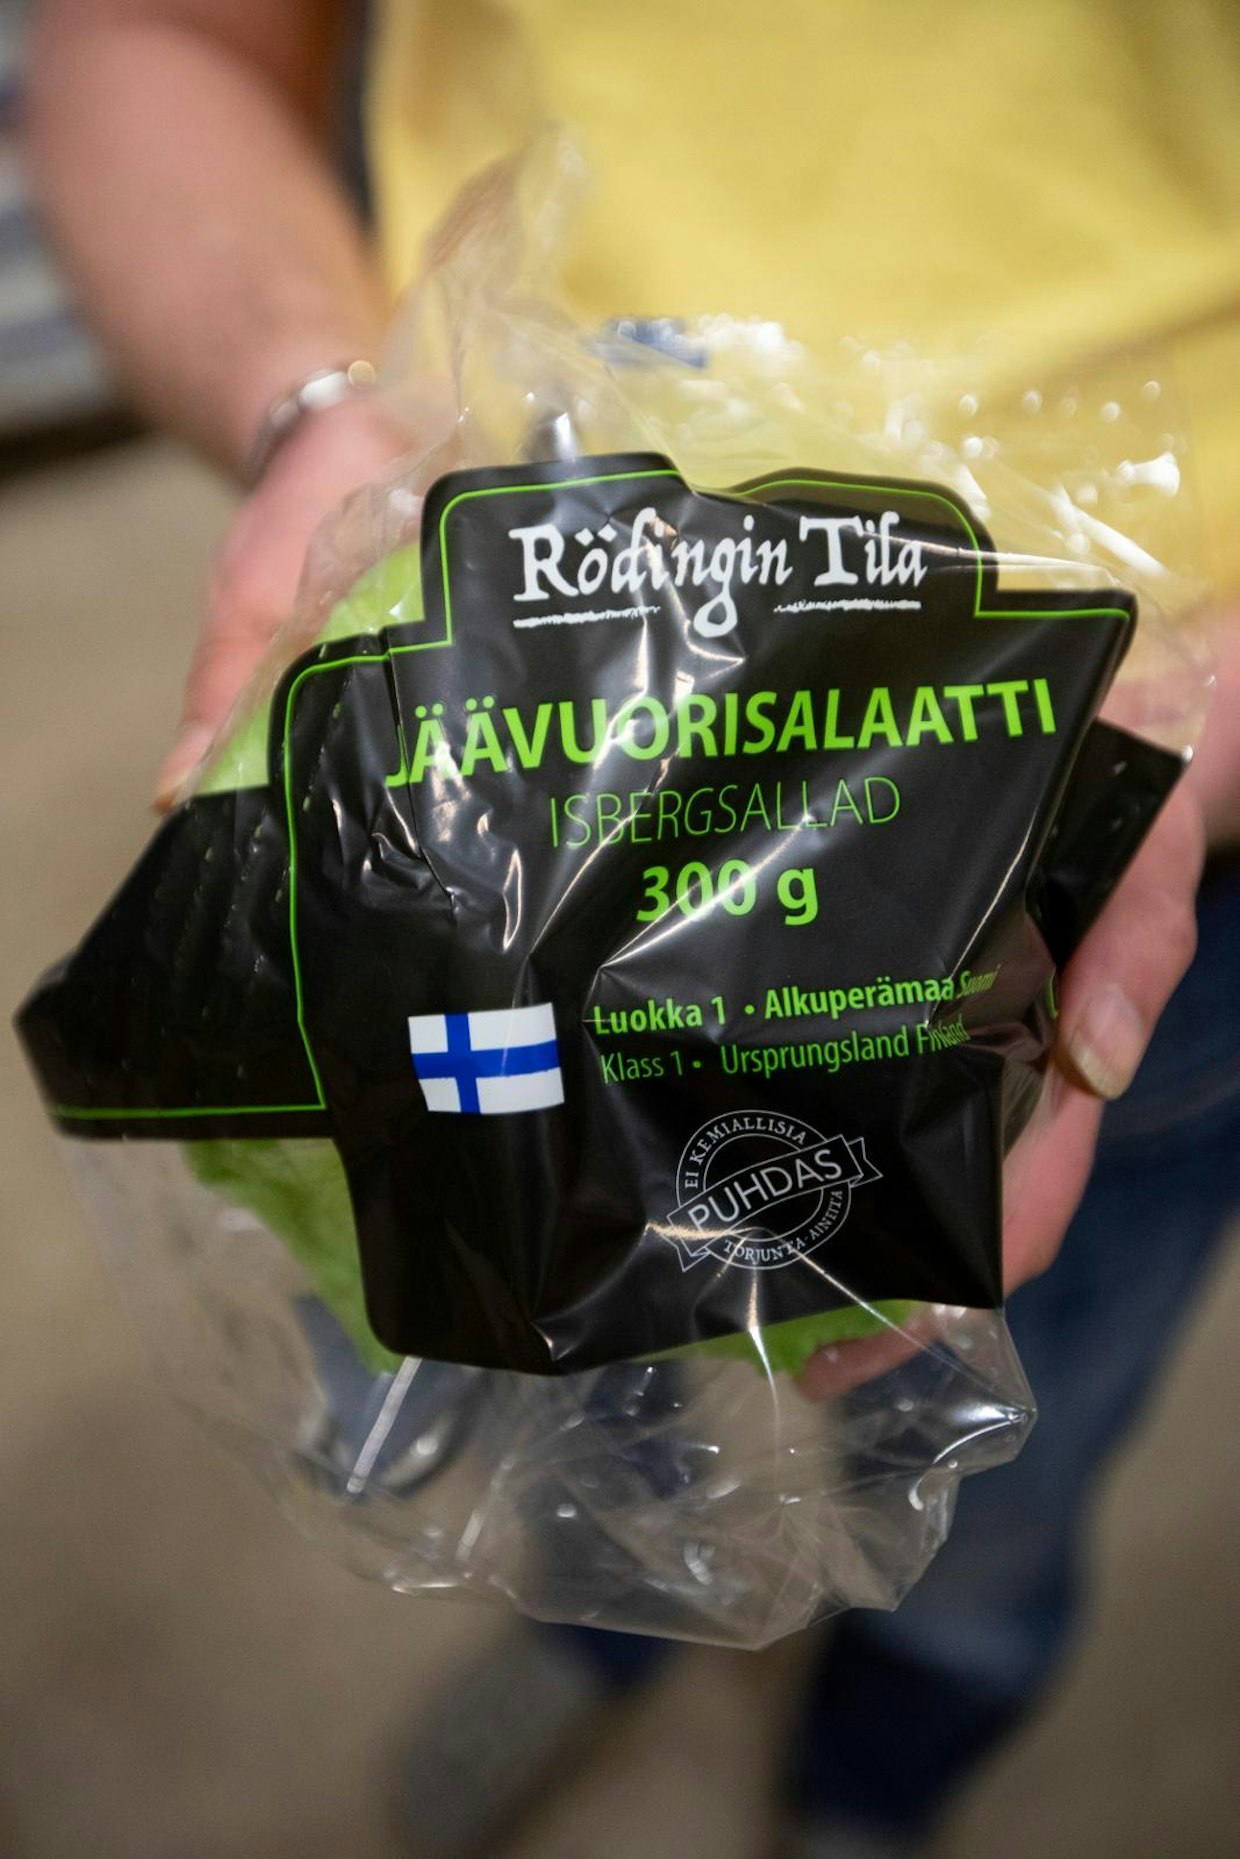 Rödingin Tila
JÄÄVUORISALAATTI
ISBERGSALLAD
300 g
Luokka 1 • Alkuperämaa Suomi
Klass 1 • Ursprungsland Finland
EI KEMIALLISIA
PUHDAS
TORJUNTA-AINEITA